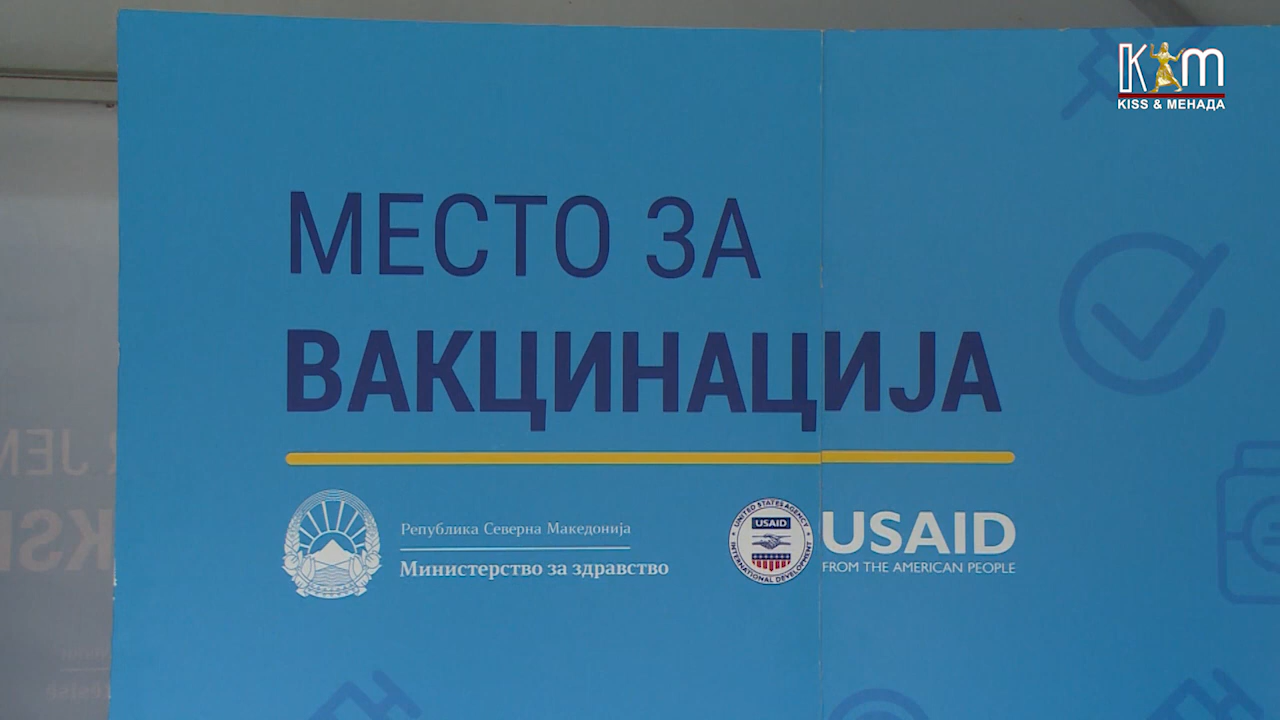 KISS & МЕНАДА
МЕСТО ЗА
ВАКЦИНАЦИЈА
Република Северна Македонија
Министерство за здравство
UNITED STATES AGENCY
USAID
INTERNATIONAL DEVELOPMENT
USAID
FROM THE AMERICAN PEOPLE